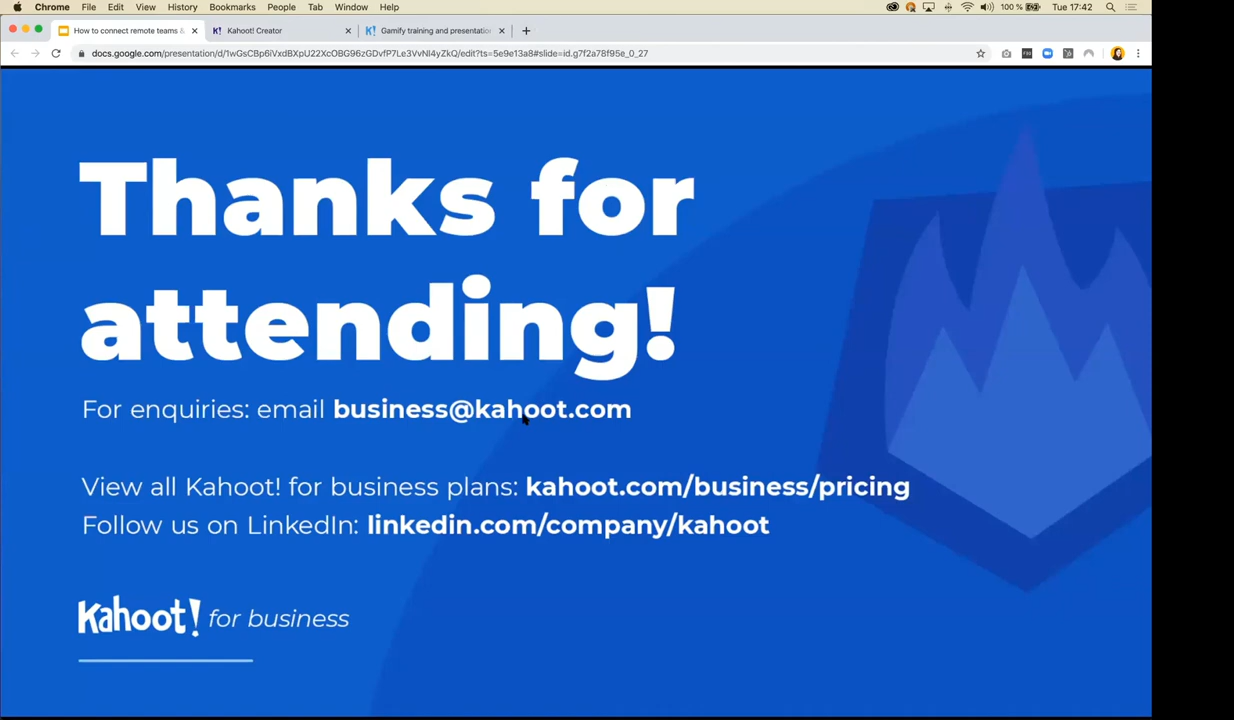 Chrome File Edit View History Bookmarks People Tab Window Help 100 % Tue 17:42
How to connect remote teams & Kahoot! Creator Gamify training and presentatio
docs.google.com/presentation/d/1wGsCBp6iVxdBXpU22XcOBG96zGDvfP7Le3VvNl4yZkQ/edit?ts=5e9e13a8#slide=id.g7f2a78f95e_0_27
Thanks for
attending!
For enquiries: email business@kahoot.com
View all Kahoot! for business plans: kahoot.com/business/pricing
Follow us on LinkedIn: linkedin.com/company/kahoot
Kahoot! for business